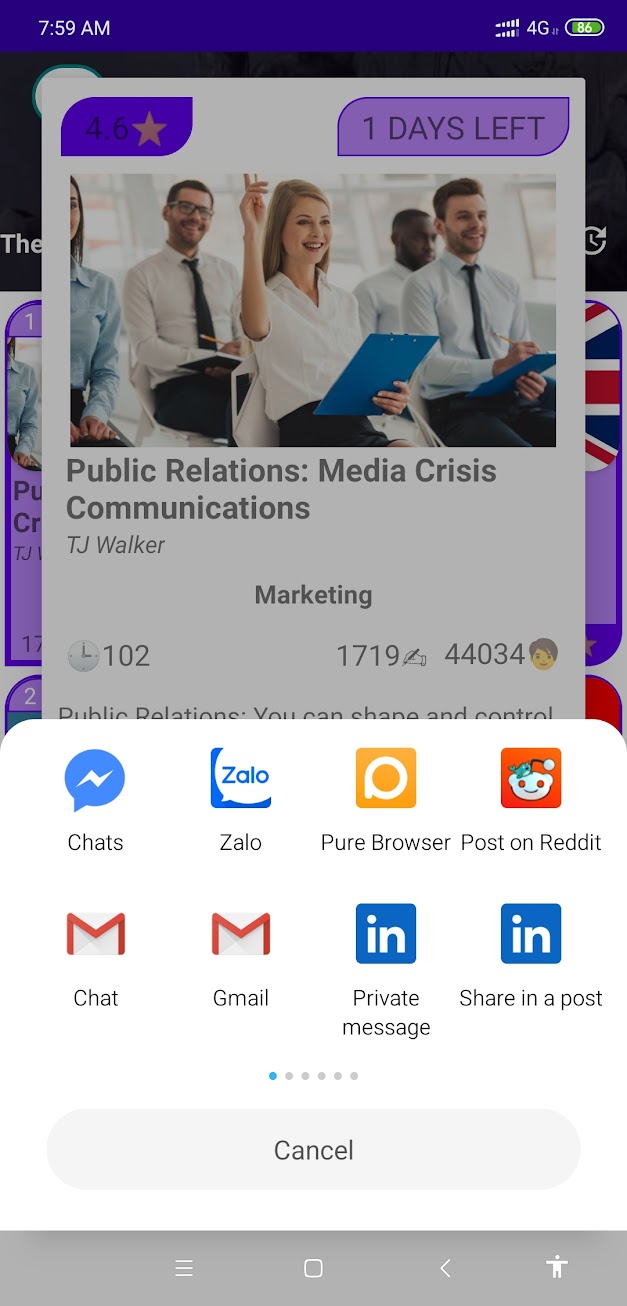 7:59 AM
4G
86
4.6
1 DAYS LEFT
The
1
Public Relations: Media Crisis
Communications
TJ Walker
Pu
Cr
TJ W
Marketing
17
102
1719
44034
2
Public Relations: You can shape and control
Zalo
Chats
Zalo
Pure Browser
Post on Reddit
in
in
Chat
Gmail
Private
message
Share in a post
Cancel